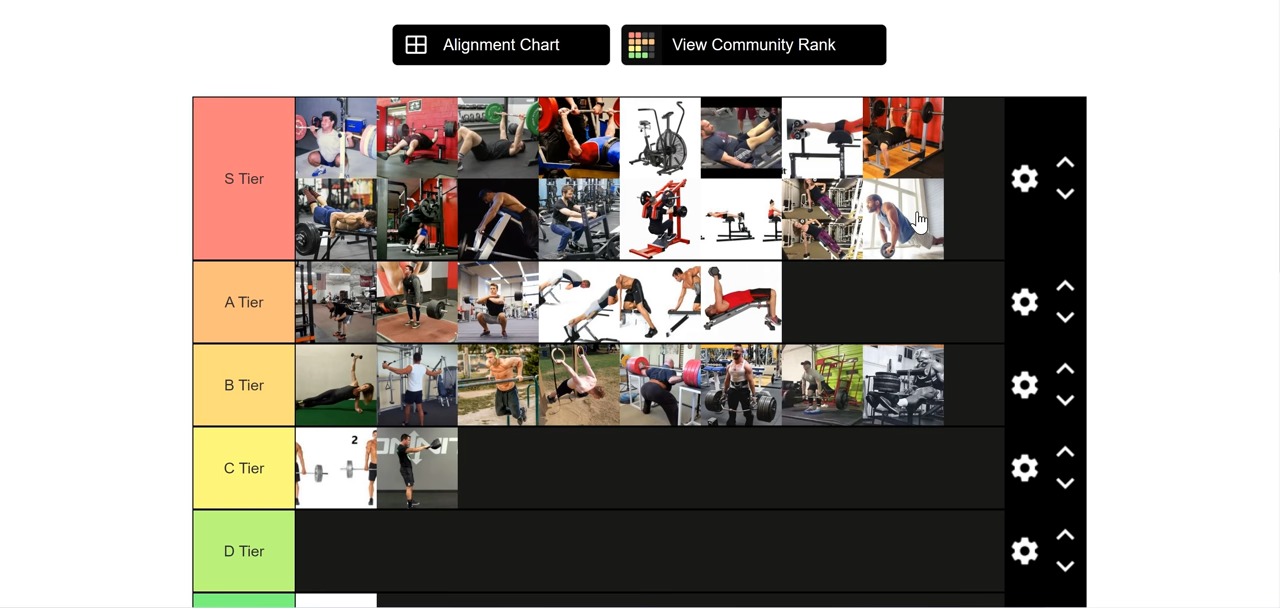 Alignment Chart
View Community Rank
S Tier
A Tier
B Tier
C Tier
2
D Tier